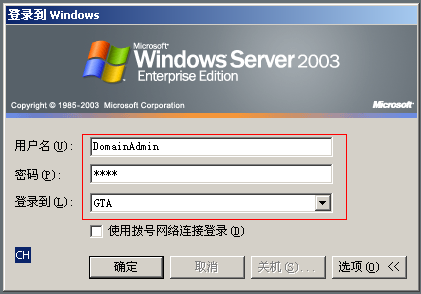 登录到 Windows
Microsoft
Windows Server 2003
Enterprise Edition
Copyright © 1985-2003 Microsoft Corporation
Microsoft
用户名(U):
DomainAdmin
密码(P):
****
登录到(L):
GTA
使用拨号网络连接登录(D)
CH
确定
取消
关机(S)...
选项(O) <<